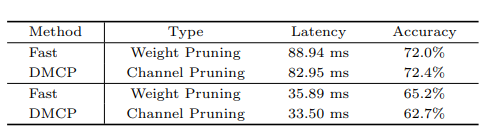 Method Type Latency Accuracy
Fast Weight Pruning 88.94 ms 72.0%
DMCP Channel Pruning 82.95 ms 72.4%
Fast Weight Pruning 35.89 ms 65.2%
DMCP Channel Pruning 33.50 ms 62.7%